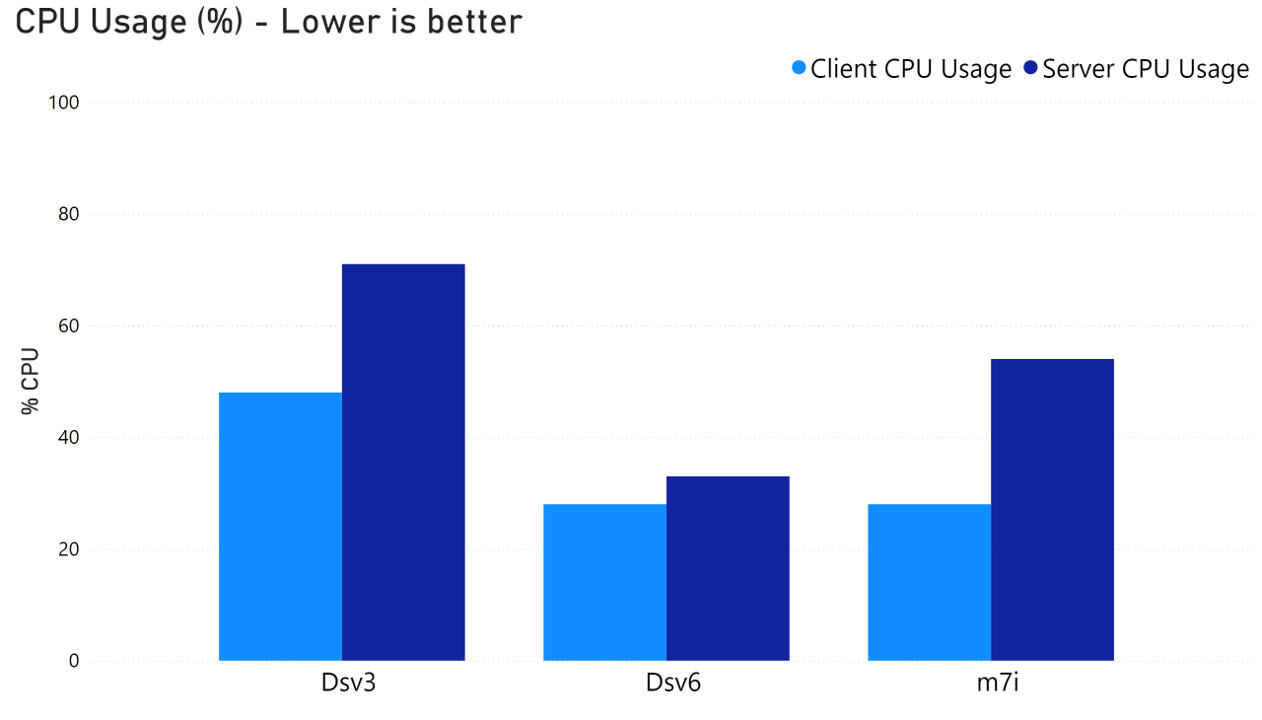 CPU Usage (%) - Lower is better
Client CPU Usage Server CPU Usage
100
80
60
40
20
0
% CPU
Dsv3 Dsv6 m7i